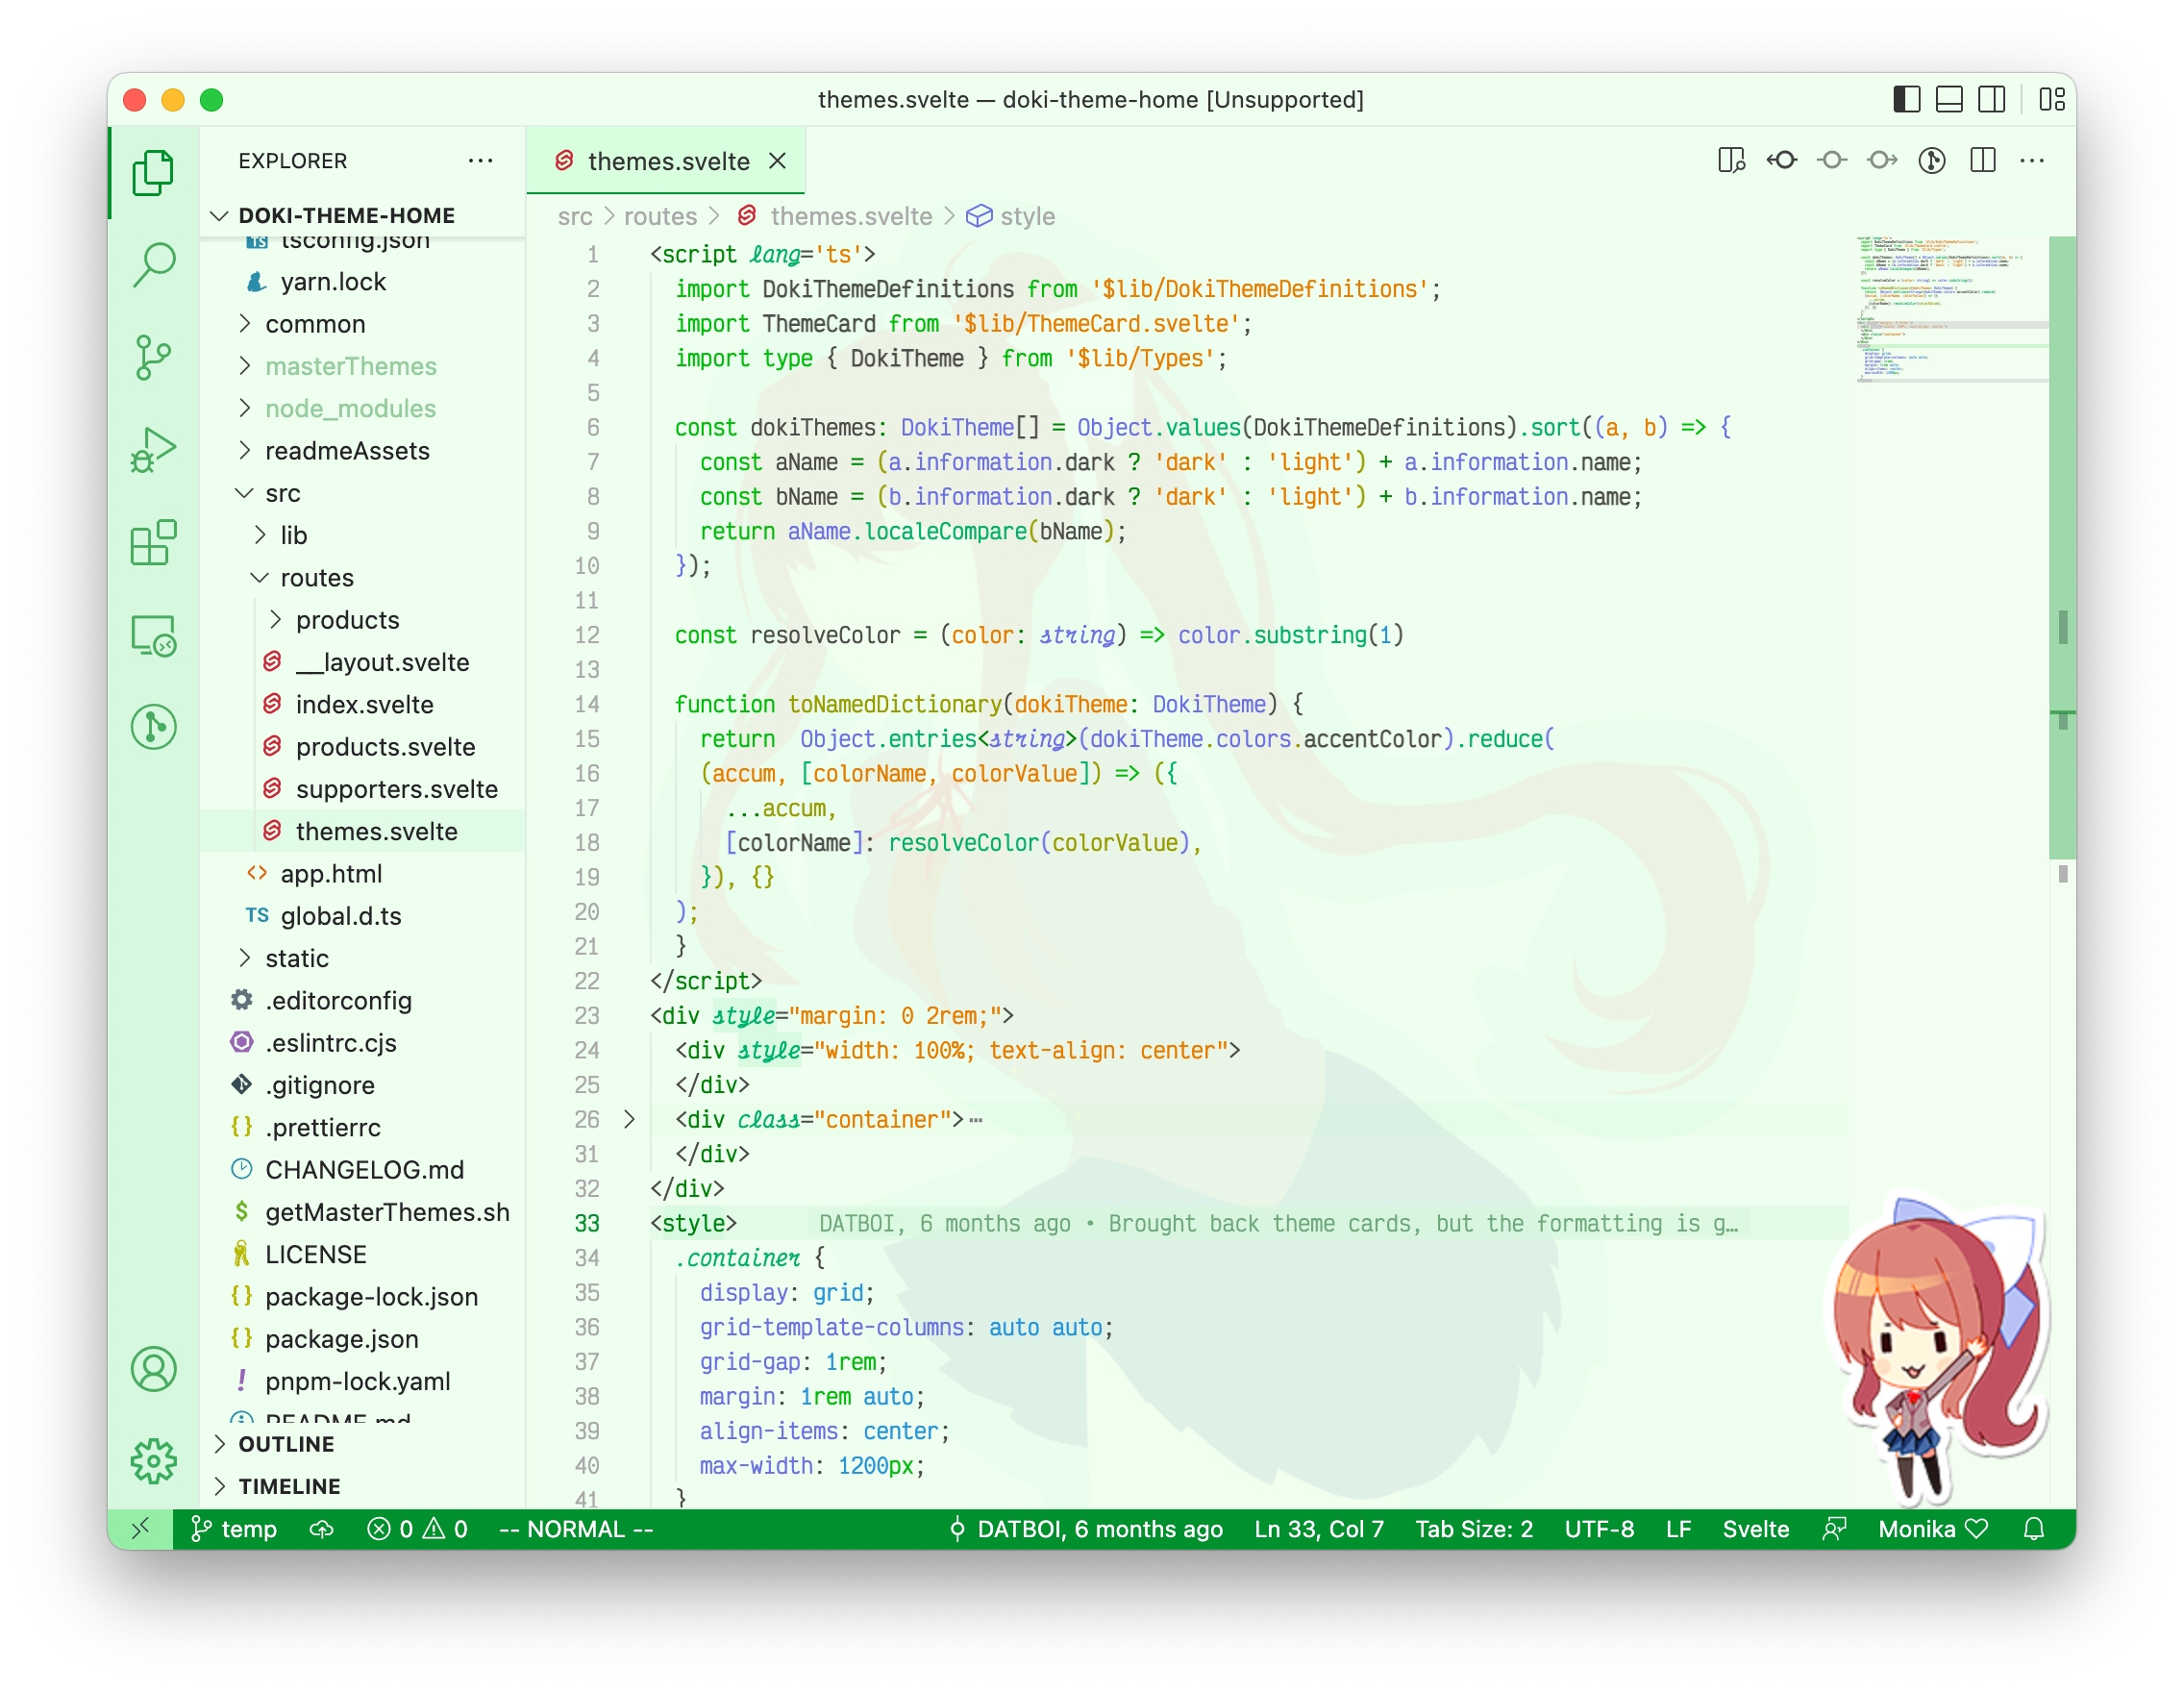 themes.svelte — doki-theme-home [Unsupported]
EXPLORER
DOKI-THEME-HOME
tsconfig.json
yarn.lock
common
masterThemes
node_modules
readmeAssets
src
lib
routes
products
__layout.svelte
index.svelte
products.svelte
supporters.svelte
themes.svelte
app.html
TS global.d.ts
static
.editorconfig
.eslintrc.cjs
.gitignore
.prettierrc
CHANGELOG.md
getMasterThemes.sh
LICENSE
package-lock.json
package.json
pnpm-lock.yaml
README.md
OUTLINE
TIMELINE
themes.svelte
src > routes > themes.svelte > style
1 <script lang='ts'>
2 import DokiThemeDefinitions from '$lib/DokiThemeDefinitions';
3 import ThemeCard from '$lib/ThemeCard.svelte';
4 import type { DokiTheme } from '$lib/Types';
5
6 const dokiThemes: DokiTheme[] = Object.values(DokiThemeDefinitions).sort((a, b) => {
7 const aName = (a.information.dark ? 'dark' : 'light') + a.information.name;
8 const bName = (b.information.dark ? 'dark' : 'light') + b.information.name;
9 return aName.localeCompare(bName);
10 });
11
12 const resolveColor = (color: string) => color.substring(1)
13
14 function toNamedDictionary(dokiTheme: DokiTheme) {
15 return  Object.entries<string>(dokiTheme.colors.accentColor).reduce(
16 (accum, [colorName, colorValue]) => ({
17 ...accum,
18 [colorName]: resolveColor(colorValue),
19 }), {}
20 );
21 }
22 </script>
23 <div style="margin: 0 2rem;">
24 <div style="width: 100%; text-align: center">
25 </div>
26 <div class="container">⋯
31 </div>
32 </div>
33 <style> DATBOI, 6 months ago • Brought back theme cards, but the formatting is g…
34 .container {
35 display: grid;
36 grid-template-columns: auto auto;
37 grid-gap: 1rem;
38 margin: 1rem auto;
39 align-items: center;
40 max-width: 1200px;
41 }
temp 0 0 -- NORMAL -- DATBOI, 6 months ago Ln 33, Col 7 Tab Size: 2 UTF-8 LF Svelte Monika ♡